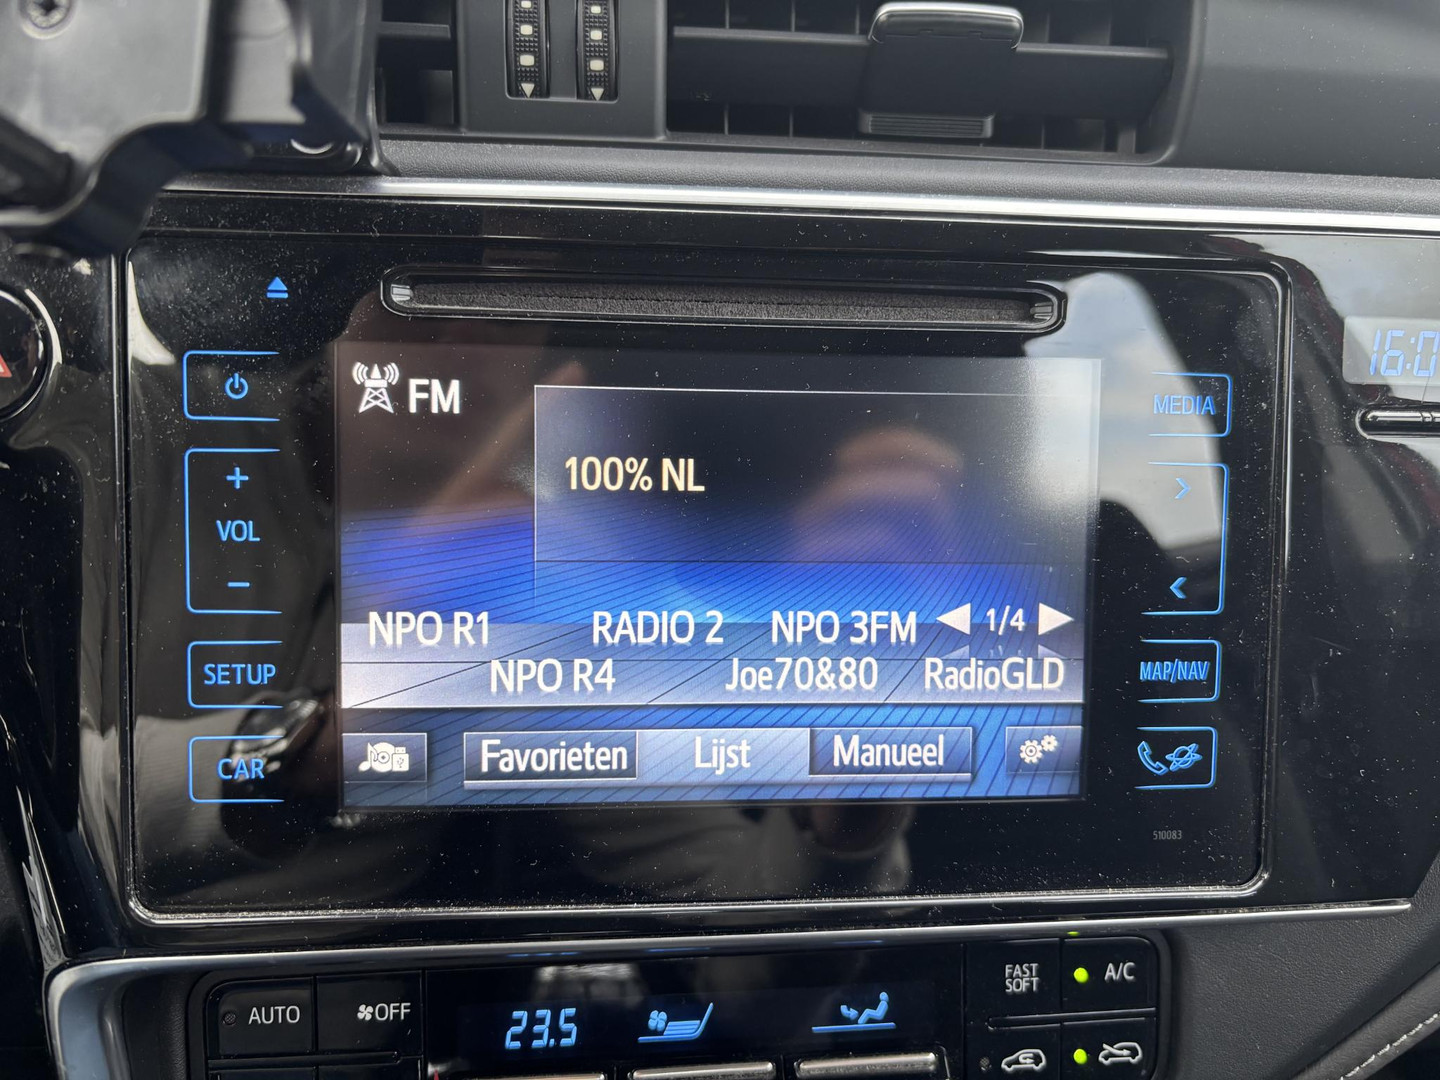 FM
100% NL
NPO R1 RADIO 2 NPO 3FM 1/4
NPO R4 Joe70&80 RadioGLD
Favorieten Lijst Manueel
+
VOL
−
SETUP
CAR
MEDIA
>
<
MAP/NAV
510083
AUTO
OFF
23.5
FAST
SOFT
A/C